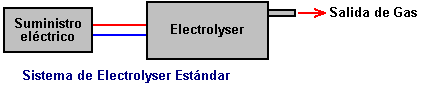 Suministro
eléctrico
Electrolyser
Salida de Gas
Sistema de Electrolyser Estándar